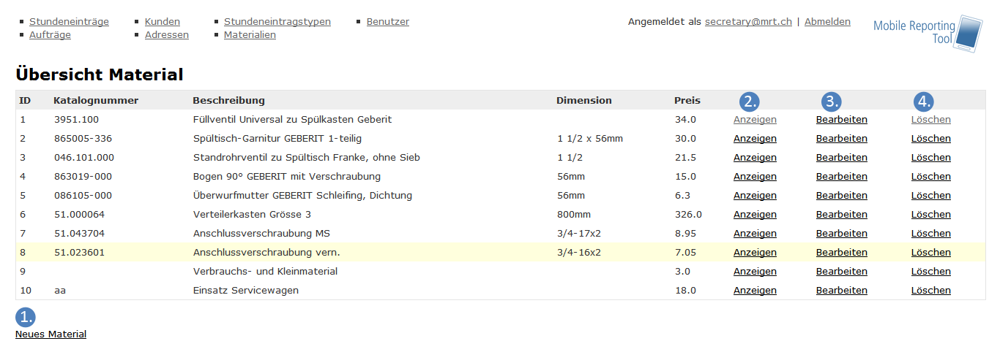 Stundeneinträge Kunden Stundeneintragstypen Benutzer Angemeldet als secretary@mrt.ch | Abmelden
Aufträge Adressen Materialien
Mobile Reporting
Tool
Übersicht Material
ID Katalognummer Beschreibung Dimension Preis 2. 3. 4.
1 3951.100 Füllventil Universal zu Spülkasten Geberit 34.0 Anzeigen Bearbeiten Löschen
2 865005-336 Spültisch-Garnitur GEBERIT 1-teilig 1 1/2 x 56mm 30.0 Anzeigen Bearbeiten Löschen
3 046.101.000 Standrohrventil zu Spültisch Franke, ohne Sieb 1 1/2 21.5 Anzeigen Bearbeiten Löschen
4 863019-000 Bogen 90° GEBERIT mit Verschraubung 56mm 15.0 Anzeigen Bearbeiten Löschen
5 086105-000 Überwurfmutter GEBERIT Schleifing, Dichtung 56mm 6.3 Anzeigen Bearbeiten Löschen
6 51.000064 Verteilerkasten Grösse 3 800mm 326.0 Anzeigen Bearbeiten Löschen
7 51.043704 Anschlussverschraubung MS 3/4-17x2 8.95 Anzeigen Bearbeiten Löschen
8 51.023601 Anschlussverschraubung vern. 3/4-16x2 7.05 Anzeigen Bearbeiten Löschen
9 Verbrauchs- und Kleinmaterial 3.0 Anzeigen Bearbeiten Löschen
10 aa Einsatz Servicewagen 18.0 Anzeigen Bearbeiten Löschen
1.
Neues Material